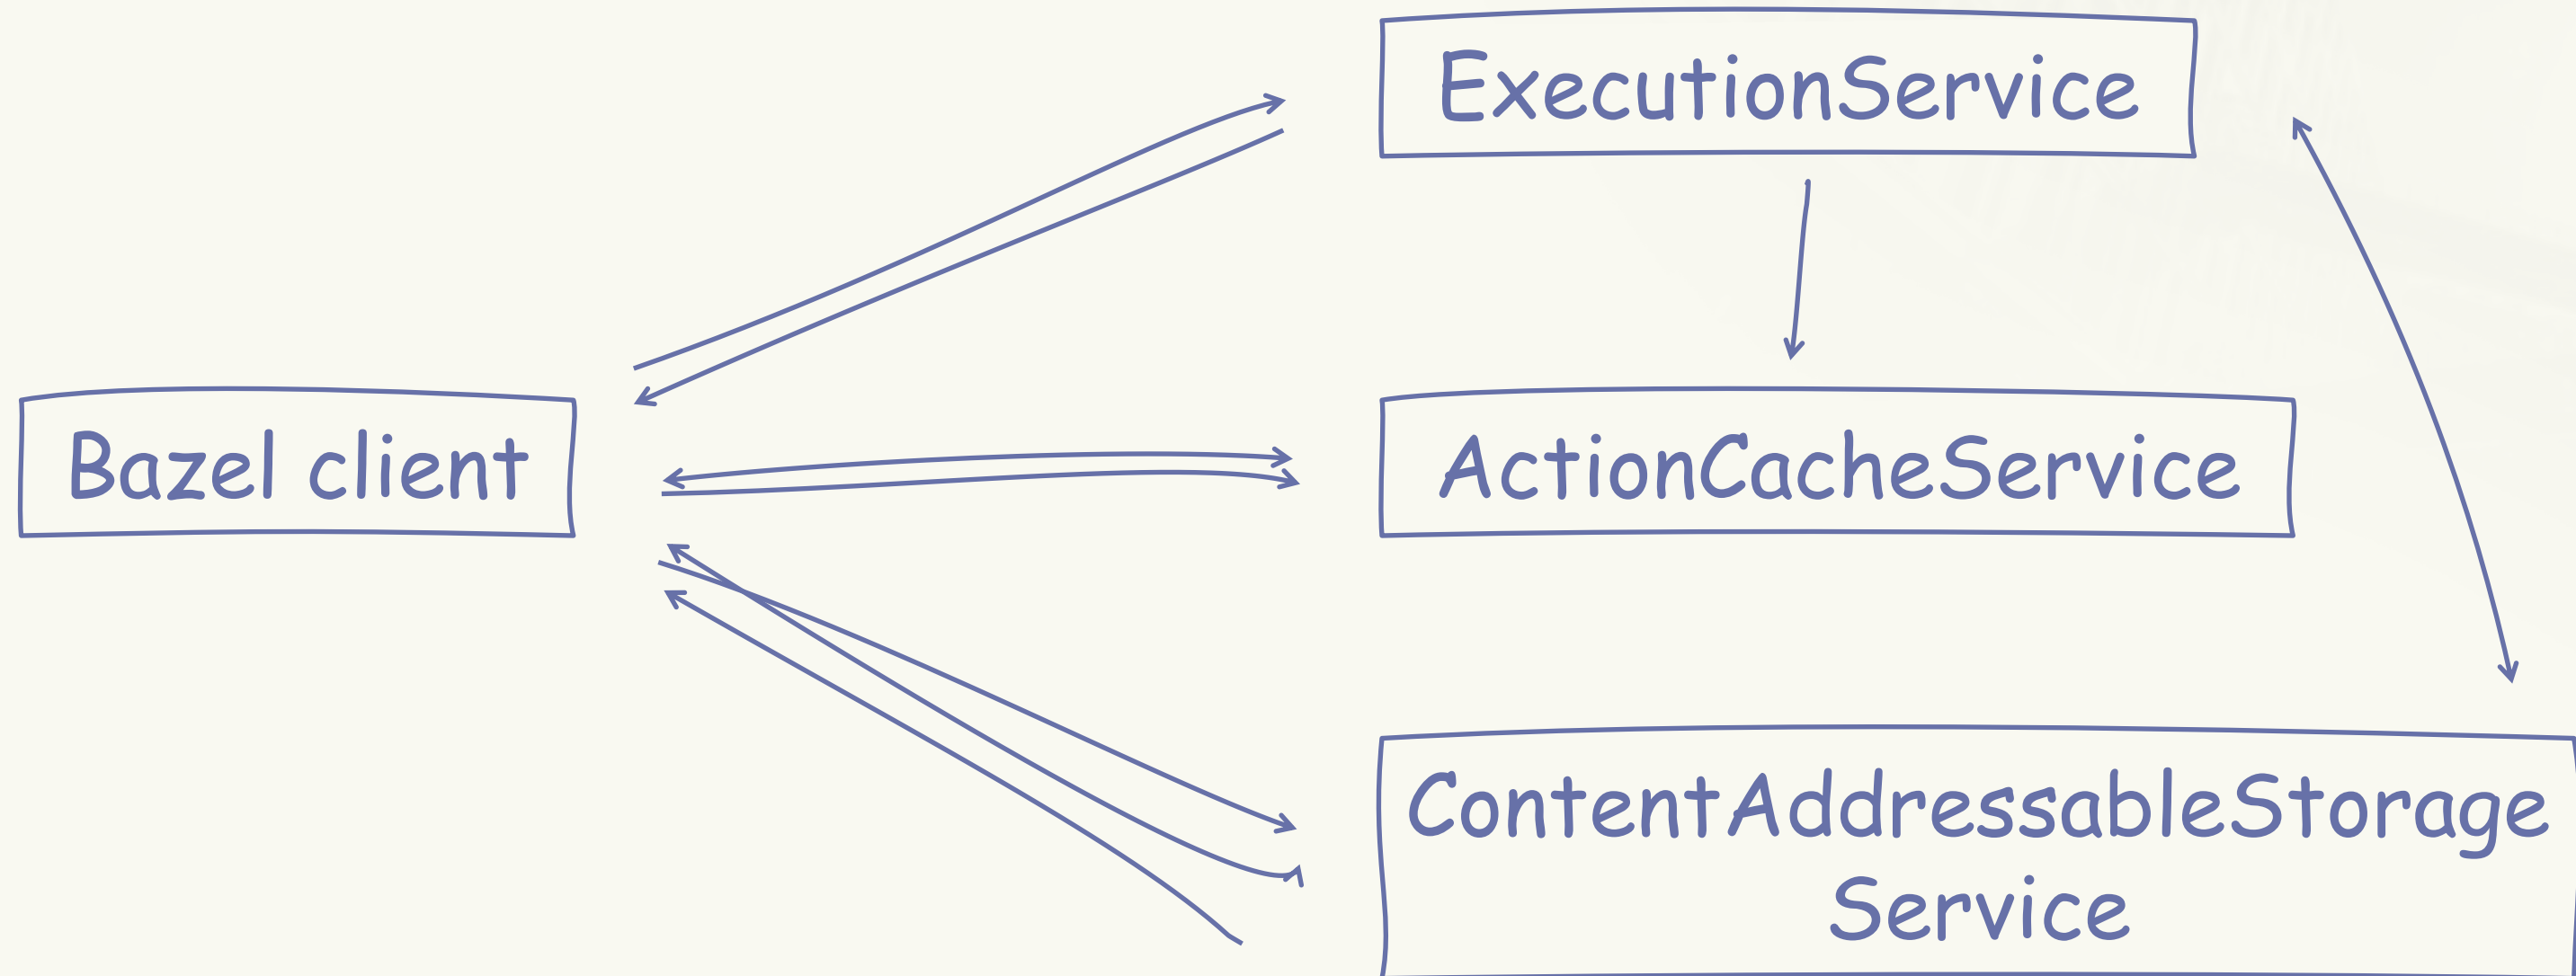 ExecutionService
Bazel client
ActionCacheService
ContentAddressableStorage
Service